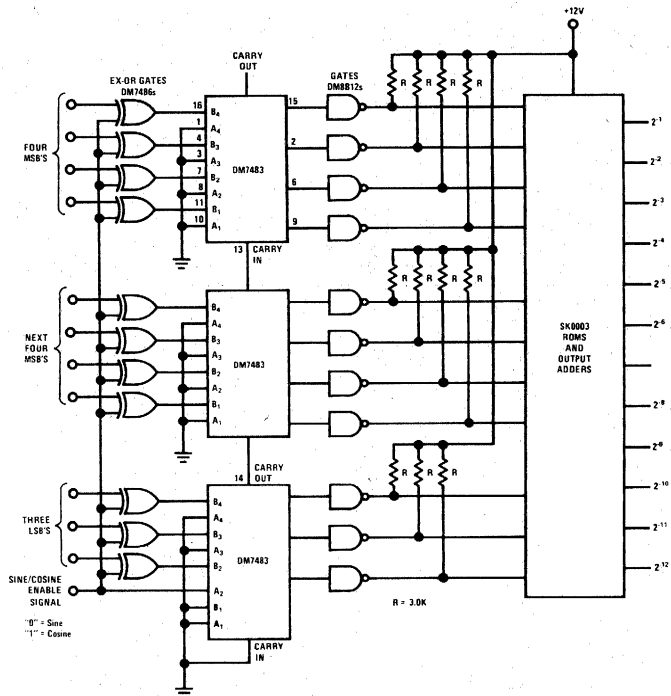 +12V
CARRY
OUT
EX-OR GATES
DM7486s
GATES
DM8812s
R
R
R
R
FOUR
MSB'S
16
1
4
3
7
8
11
10
B4
A4
B3
A3
B2
A2
B1
A1
DM7483
15
2
6
9
13
CARRY
IN
2-1
2-2
2-3
2-4
2-5
2-6
2-8
2-9
2-10
2-11
2-12
SK0003
ROMS
AND
OUTPUT
ADDERS
R
R
R
R
NEXT
FOUR
MSB'S
B4
A4
B3
A3
B2
A2
B1
A1
DM7483
14
CARRY
OUT
R
R
R
THREE
LSB'S
B4
A4
B3
A3
B2
A2
B1
A1
DM7483
SINE/COSINE
ENABLE
SIGNAL
"0" = Sine
"1" = Cosine
R = 3.0K
CARRY
IN